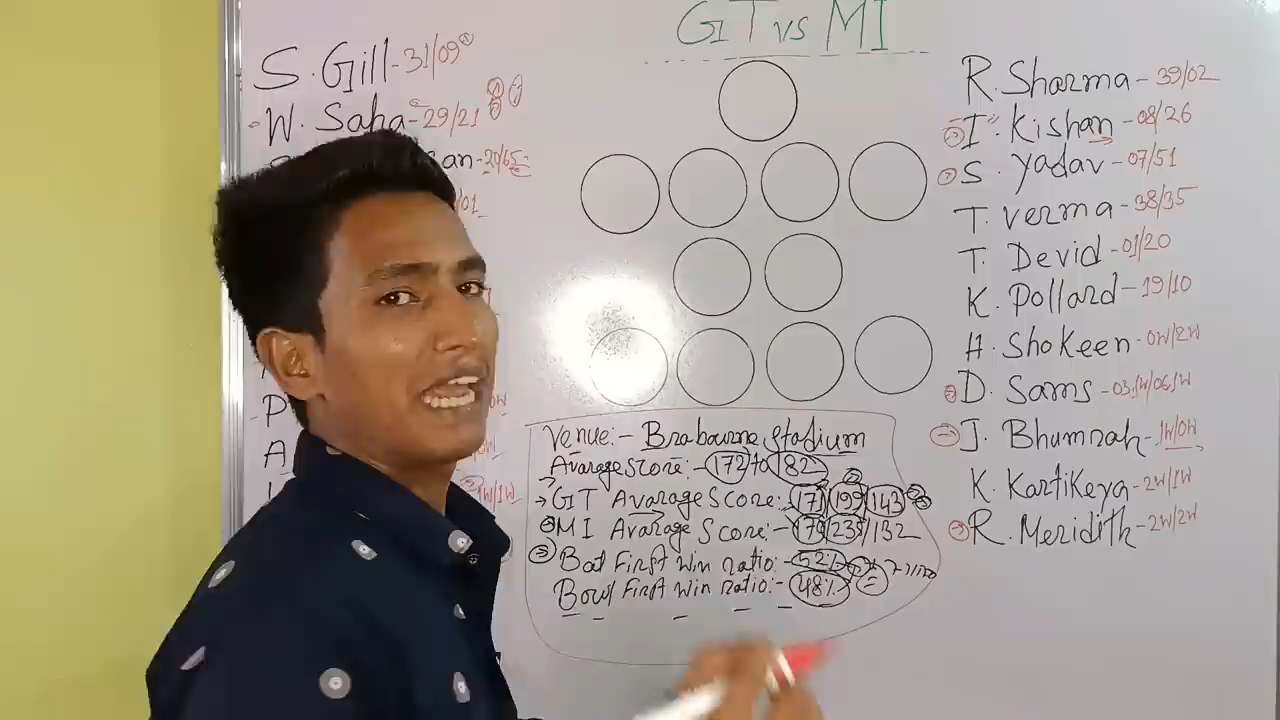 GT vs MI
S. Gill - 31/09
W. Saha - 29/21
an - 20/65
/01
P
A
1W/1W
R. Sharma - 39/02
I. Kishan - 08/26
S. Yadav - 07/51
T. Verma - 38/35
T. Devid - 01/20
K. Pollard - 19/10
H. Shokeen - 0W/2W
D. Sams - 03,1W/06,1W
J. Bhumrah - 1W/0W
K. Kartikeya - 2W/1W
R. Meridith - 2W/2W
Venue:- Brabourne Stadium
Avarage Score:- 172 to 182
GT Avarage Score:- 171/199/143
MI Avarage Score:- 179/235/132
Bat First Win ratio:- 52%
Bowl First Win ratio:- 48%